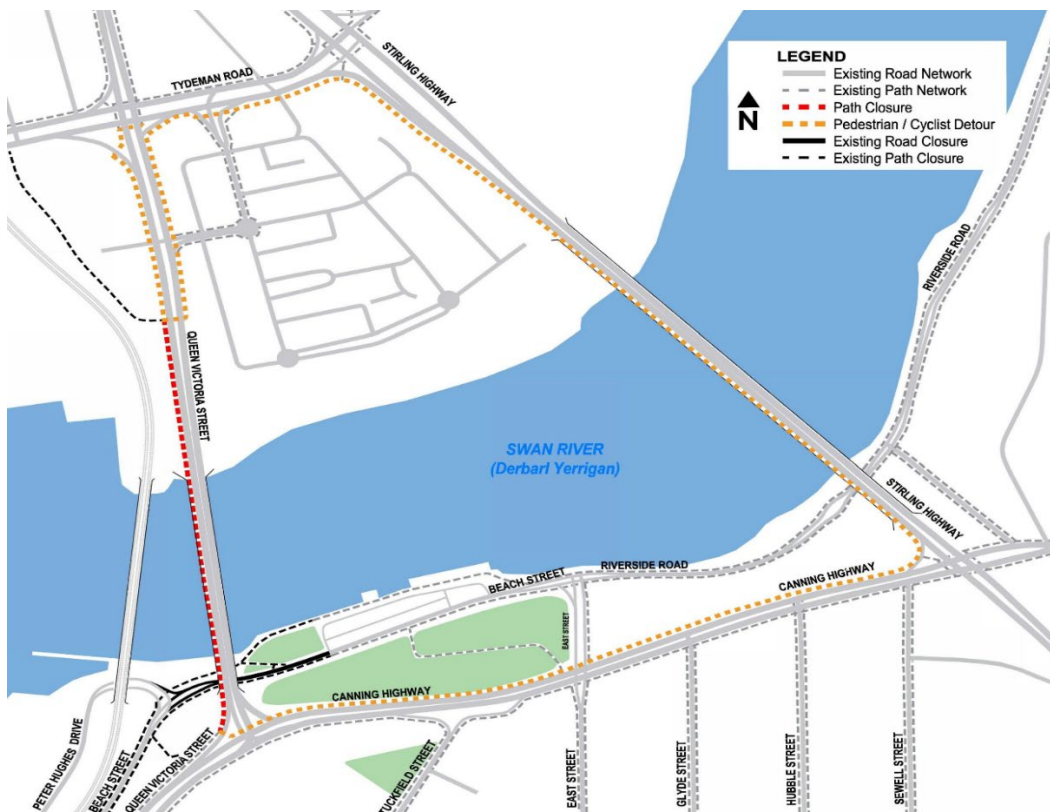 TYDEMAN ROAD
STIRLING HIGHWAY
LEGEND
Existing Road Network
Existing Path Network
Path Closure
Pedestrian / Cyclist Detour
Existing Road Closure
Existing Path Closure
N
RIVERSIDE ROAD
QUEEN VICTORIA STREET
SWAN RIVER
(Derbarl Yerrigan)
STIRLING HIGHWAY
RIVERSIDE ROAD
BEACH STREET
CANNING HIGHWAY
EAST STREET
CANNING HIGHWAY
PETER HUGHES DRIVE
BEACH STREET
QUEEN VICTORIA STREET
UCKFIELD STREET
EAST STREET
GLYDE STREET
HUBBLE STREET
SEWELL STREET